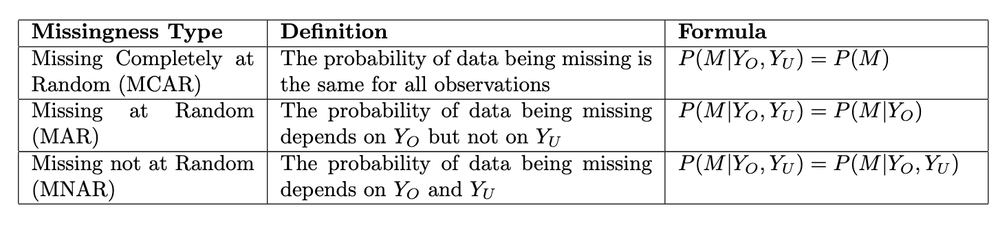 Missingness Type Definition Formula
Missing Completely at The probability of data being missing is P(M|Y_O, Y_U) = P(M)
Random (MCAR) the same for all observations
Missing at Random The probability of data being missing P(M|Y_O, Y_U) = P(M|Y_O)
(MAR) depends on Y_O but not on Y_U
Missing not at Random The probability of data being missing P(M|Y_O, Y_U) = P(M|Y_O, Y_U)
(MNAR) depends on Y_O and Y_U